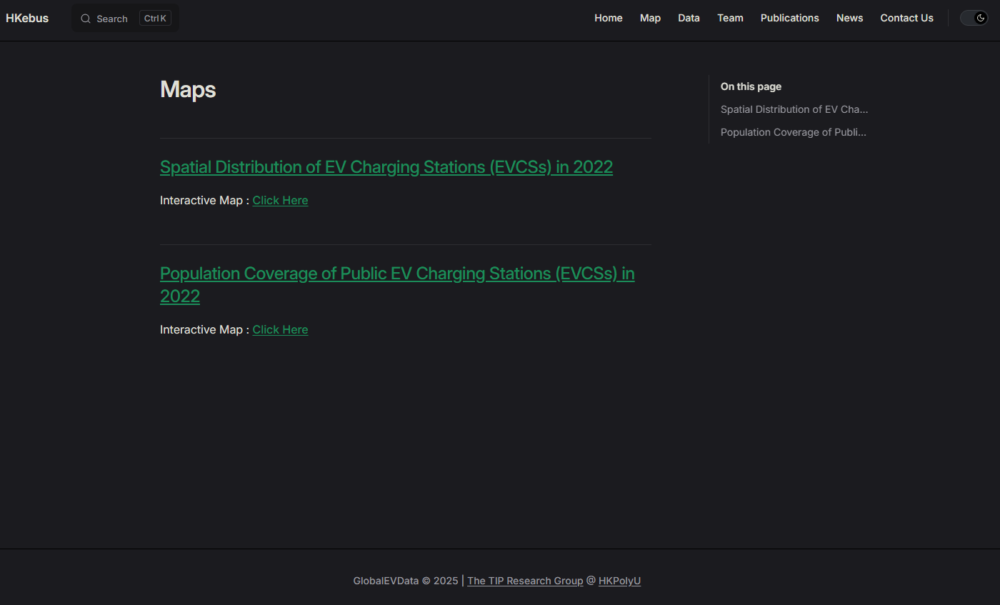 HKebus
Search
Ctrl K
Home
Map
Data
Team
Publications
News
Contact Us
Maps
On this page
Spatial Distribution of EV Cha...
Population Coverage of Publi...
Spatial Distribution of EV Charging Stations (EVCSs) in 2022
Interactive Map : Click Here
Population Coverage of Public EV Charging Stations (EVCSs) in
2022
Interactive Map : Click Here
GlobalEVData © 2025 | The TIP Research Group @ HKPolyU